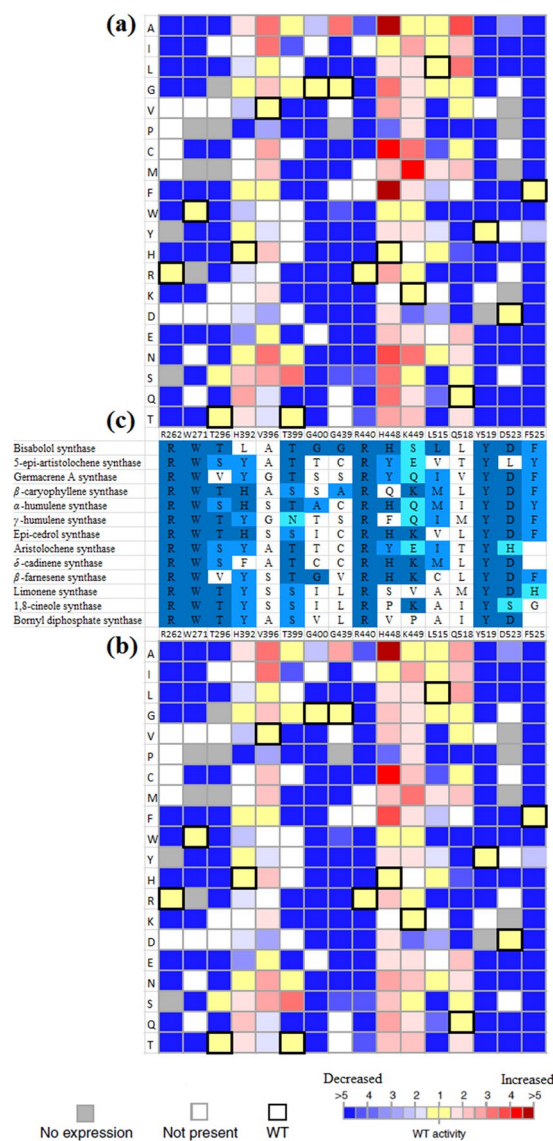 (a)
A
I
L
G
V
P
C
M
F
W
Y
H
R
K
D
E
N
S
Q
T
(c)
R262 W271 T296 H392 V396 T399 G400 G439 R440 H448 K449 L515 Q518 Y519 D523 F525
Bisabolol synthase R W T L A T G G R H S L L Y D F
5-epi-artistolochene synthase R W S Y A T T C R Y E V T Y L Y
Germacrene A synthase R W V Y G T S S R Y Q I V Y D F
β-caryophyllene synthase R W T H A S S A R Q K M L Y D F
α-humulene synthase R W S H S T A C R H Q M I Y D F
γ-humulene synthase R W T Y G N T S R F Q I M Y D F
Epi-cedrol synthase R W T H S S I C R H K V L Y D F
Aristolochene synthase R W S Y A T T C R Y E I T H
δ-cadinene synthase R W S F A T T C R H K M L Y D
β-farnesene synthase R W V Y S T G V R H K C L Y D F
Limonene synthase R W T Y S S I L R S V A M Y D H
1,8-cineole synthase R W T Y S S I L R P K A I Y S G
Bornyl diphosphate synthase R W T Y A S V L R V P A I Y D F
R262 W271 T296 H392 V396 T399 G400 G439 R440 H448 K449 L515 Q518 Y519 D523 F525
(b)
A
I
L
G
V
P
C
M
F
W
Y
H
R
K
D
E
N
S
Q
T
Decreased Increased
>5 4 3 2 1 2 3 4 >5
No expression Not present WT WT activity